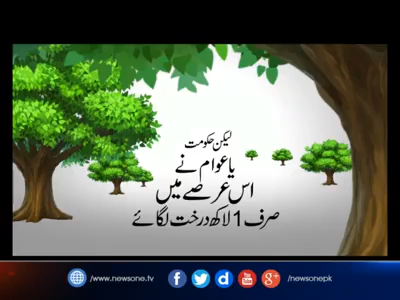 لیکن حکومت
یا عوام نے
اس عرصے میں
صرف 1 لاکھ درخت لگائے
/www.newsone.tv
/newsonepk